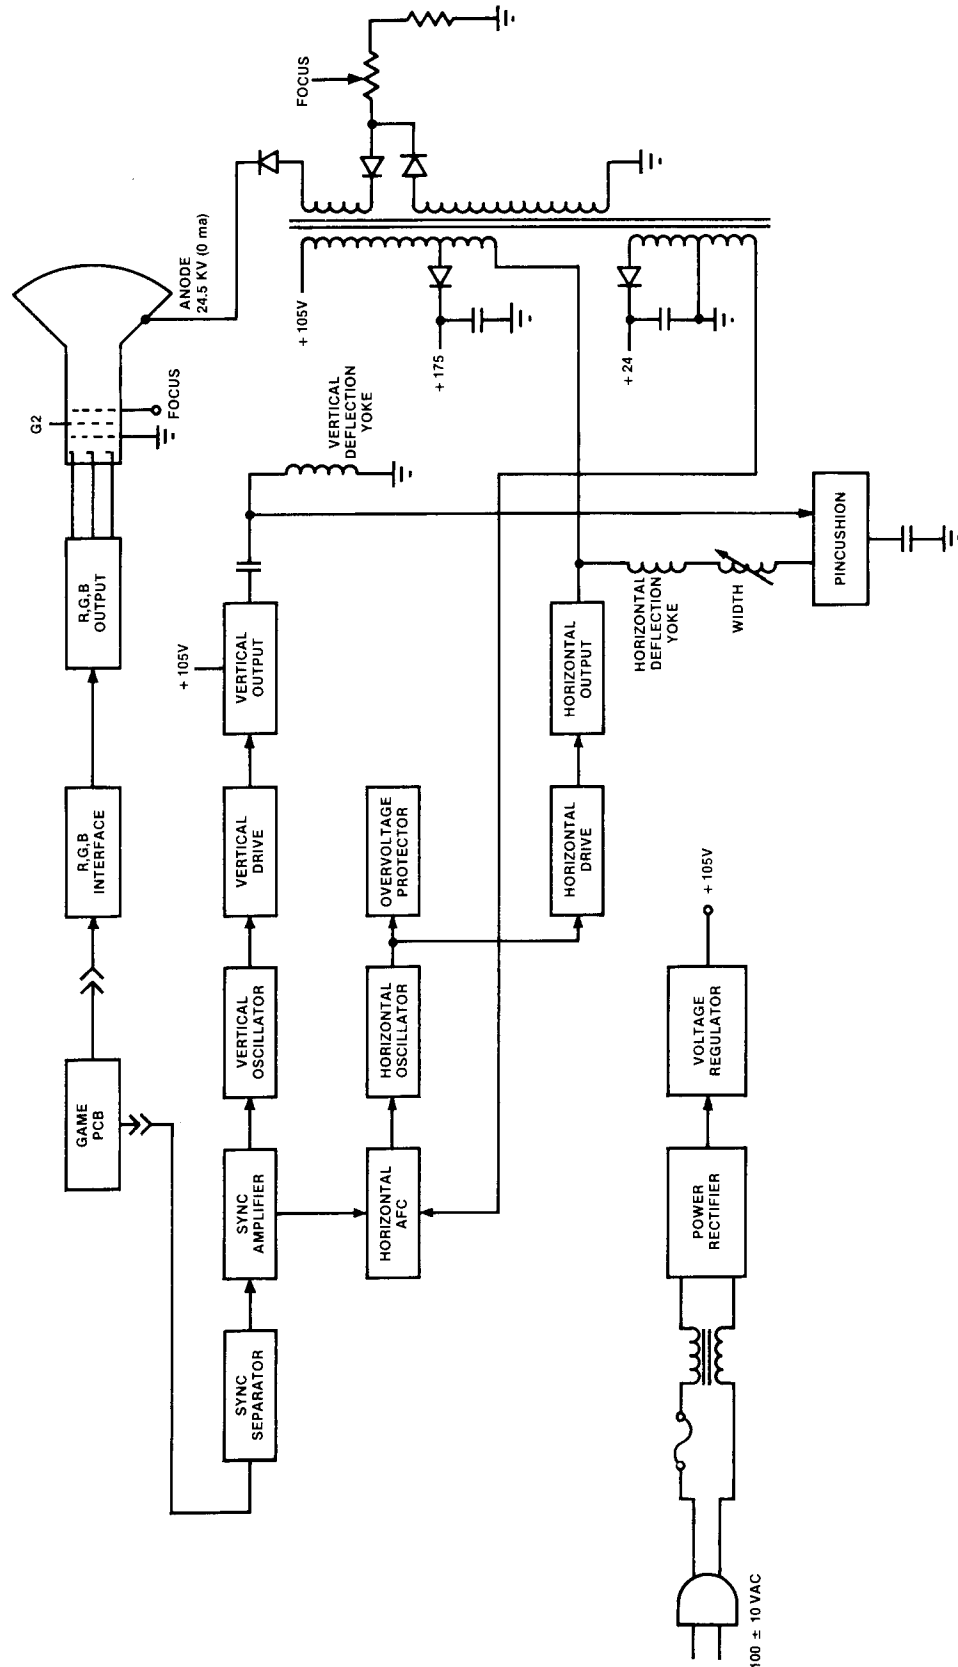 GAME
PCB
R,G,B
INTERFACE
R,G,B
OUTPUT
G2
FOCUS
ANODE
24.5 KV (0 ma)
SYNC
SEPARATOR
SYNC
AMPLIFIER
VERTICAL
OSCILLATOR
VERTICAL
DRIVE
VERTICAL
OUTPUT
+ 105V
VERTICAL
DEFLECTION
YOKE
HORIZONTAL
AFC
HORIZONTAL
OSCILLATOR
OVERVOLTAGE
PROTECTOR
HORIZONTAL
DRIVE
HORIZONTAL
OUTPUT
HORIZONTAL
DEFLECTION
YOKE
WIDTH
PINCUSHION
+ 105V
+ 175
+ 24
FOCUS
100 ± 10 VAC
POWER
RECTIFIER
VOLTAGE
REGULATOR
+ 105V